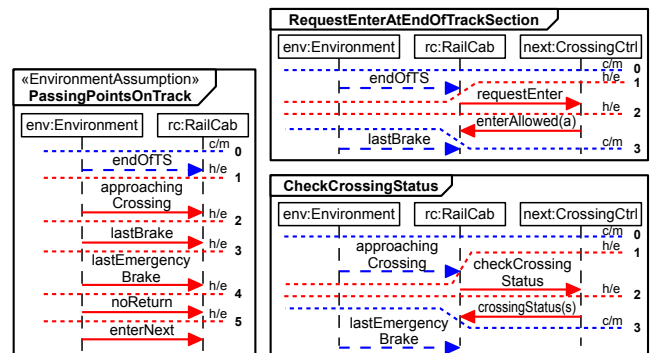 «EnvironmentAssumption»
PassingPointsOnTrack
env:Environment rc:RailCab
c/m 0
endOfTS
h/e 1
approaching
Crossing
h/e 2
lastBrake
h/e 3
lastEmergency
Brake
h/e 4
noReturn
h/e 5
enterNext
RequestEnterAtEndOfTrackSection
env:Environment rc:RailCab next:CrossingCtrl
c/m 0
h/e 1
endOfTS
requestEnter
h/e 2
enterAllowed(a)
lastBrake
c/m 3
CheckCrossingStatus
env:Environment rc:RailCab next:CrossingCtrl
c/m 0
h/e 1
approaching
Crossing
checkCrossing
Status
h/e 2
crossingStatus(s)
c/m 3
lastEmergency
Brake